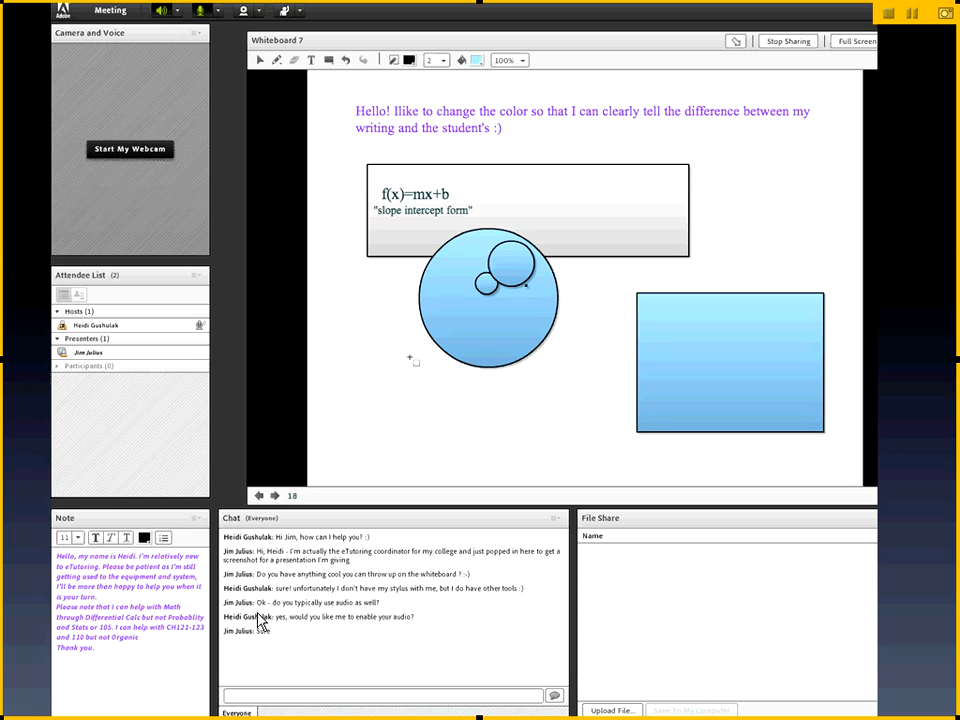 Adobe
Meeting
Camera and Voice
Start My Webcam
Attendee List (2)
Hosts (1)
Heidi Gushulak
Presenters (1)
Jim Julius
Participants (0)
Whiteboard 7
Stop Sharing
Full Screen
2
100%
Hello! Ilike to change the color so that I can clearly tell the difference between my
writing and the student's :)
f(x)=mx+b
"slope intercept form"
18
Note
11
Hello, my name is Heidi. I'm relatively new
to eTutoring. Please be patient as I'm still
getting used to the equipment and system,
I'll be more than happy to help you when it
is your turn.
Please note that I can help with Math
through Differential Calc but not Probablity
and Stats or 105. I can help with CH121-123
and 110 but not Organic
Thank you.
Chat (Everyone)
Heidi Gushulak: Hi Jim, how can I help you? :)
Jim Julius: Hi, Heidi - I'm actually the eTutoring coordinator for my college and just popped in here to get a
screenshot for a presentation I'm giving
Jim Julius: Do you have anything cool you can throw up on the whiteboard ? :-)
Heidi Gushulak: sure! unfortunately I don't have my stylus with me, but I do have other tools :)
Jim Julius: Ok - do you typically use audio as well?
Heidi Gushulak: yes, would you like me to enable your audio?
Jim Julius: Sure
Everyone
File Share
Name
Upload File...
Save To My Computer